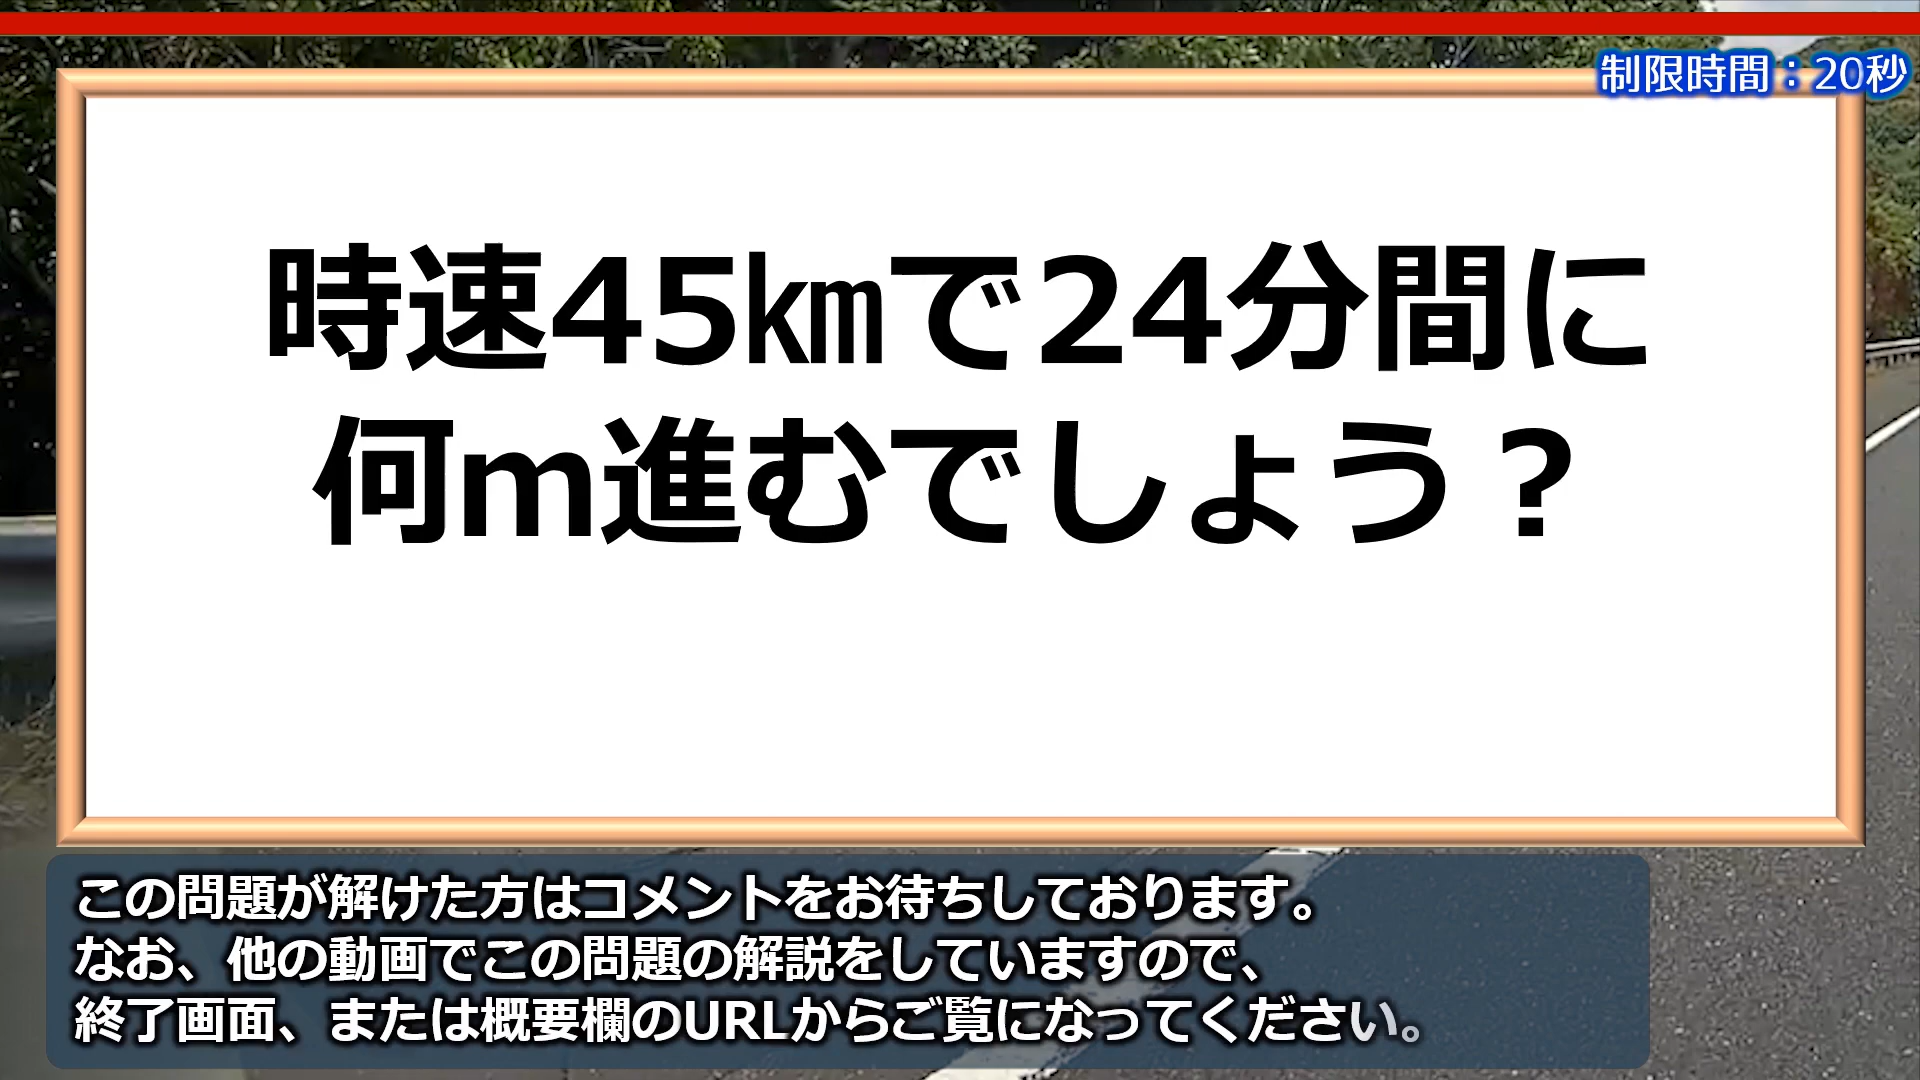 制限時間：20秒
時速45㎞で24分間に
何m進むでしょう？
この問題が解けた方はコメントをお待ちしております。
なお、他の動画でこの問題の解説をしていますので、
終了画面、または概要欄のURLからご覧になってください。